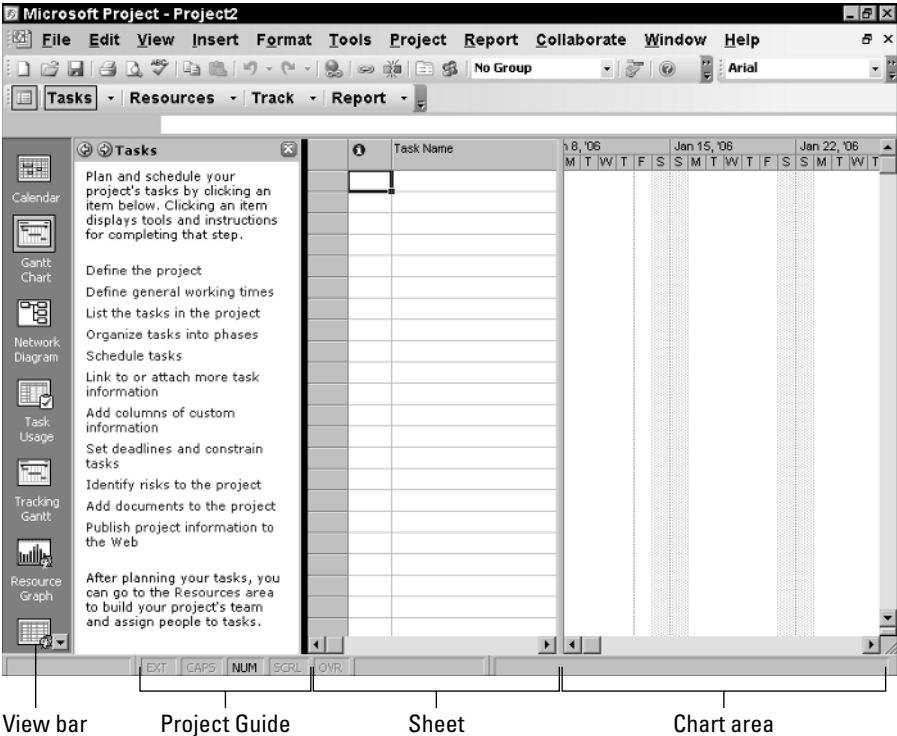 Microsoft Project - Project2
File Edit View Insert Format Tools Project Report Collaborate Window Help
ABC No Group Arial
Tasks Resources Track Report
Calendar
Gantt
Chart
Network
Diagram
Task
Usage
Tracking
Gantt
Resource
Graph
Tasks
Plan and schedule your
project's tasks by clicking an
item below. Clicking an item
displays tools and instructions
for completing that step.
Define the project
Define general working times
List the tasks in the project
Organize tasks into phases
Schedule tasks
Link to or attach more task
information
Add columns of custom
information
Set deadlines and constrain
tasks
Identify risks to the project
Add documents to the project
Publish project information to
the Web
After planning your tasks, you
can go to the Resources area
to build your project's team
and assign people to tasks.
Task Name
8, '06 Jan 15, '06 Jan 22, '06
M T W T F S S M T W T F S S M T W T
EXT CAPS NUM SCRL OVR
View bar Project Guide Sheet Chart area